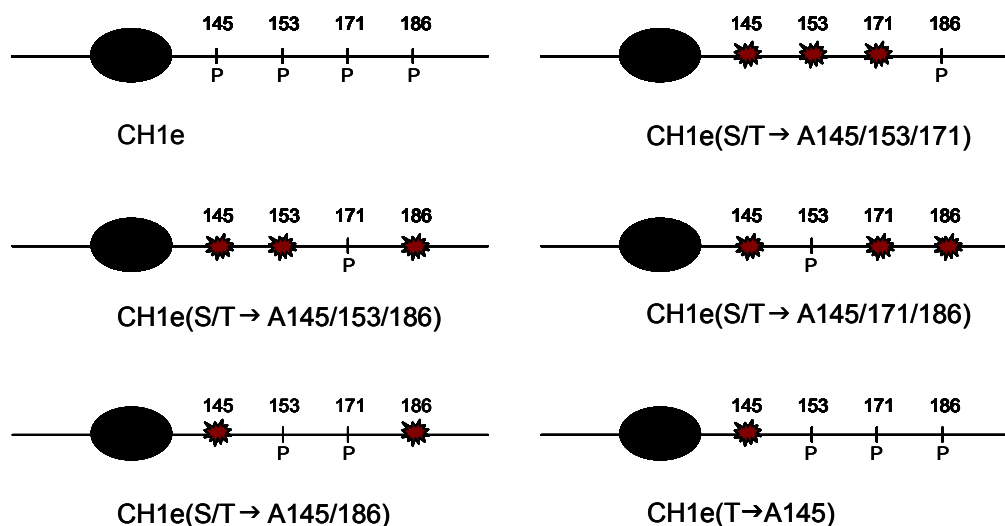 145 153 171 186
P P P P
CH1e
145 153 171 186
P
CH1e(S/T→ A145/153/171)
145 153 171 186
P
CH1e(S/T→ A145/153/186)
145 153 171 186
P
CH1e(S/T→ A145/171/186)
145 153 171 186
P P
CH1e(S/T→ A145/186)
145 153 171 186
P P P
CH1e(T→A145)